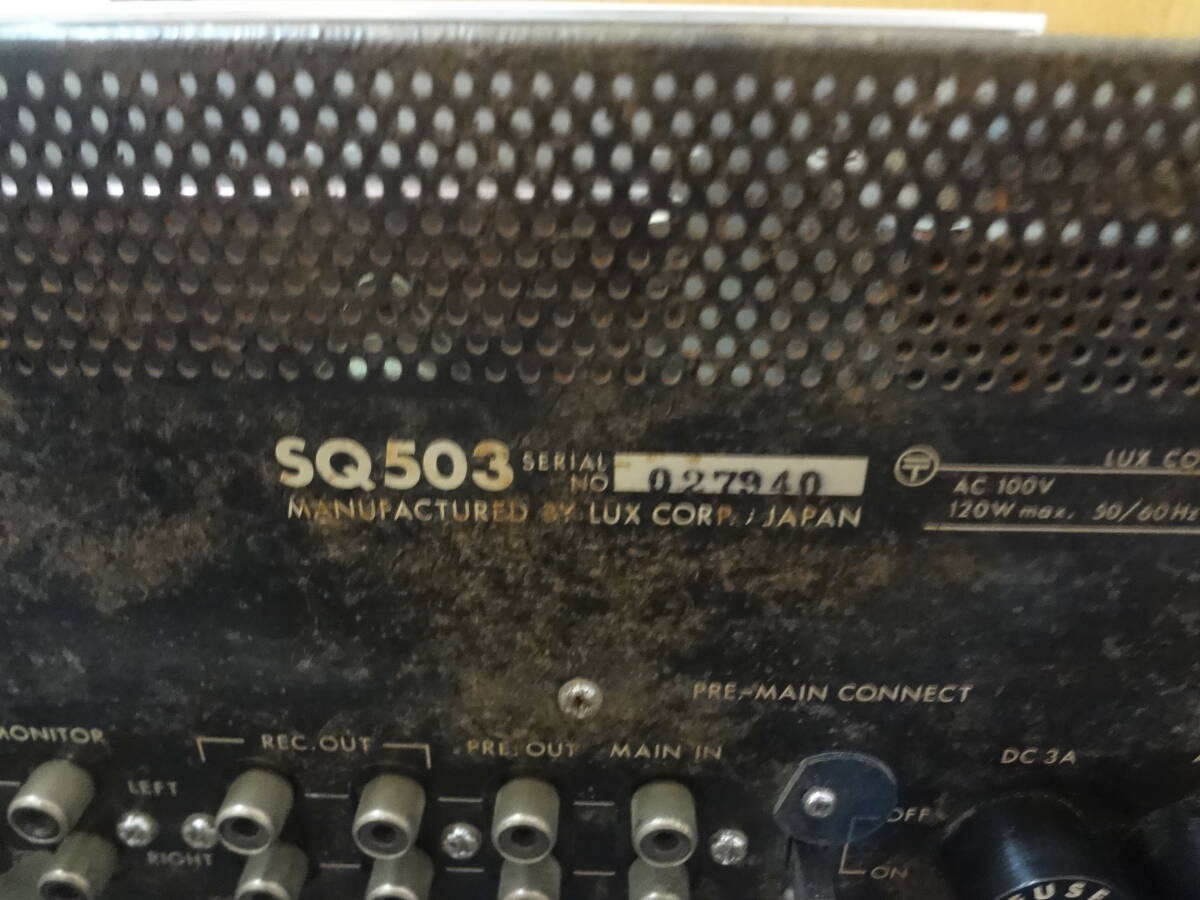 SQ503 SERIAL NO 027940
MANUFACTURED BY LUX CORP. / JAPAN
LUX CO
AC 100V
120W max. 50/60Hz
PRE-MAIN CONNECT
MONITOR
REC. OUT
PRE. OUT
MAIN IN
DC 3A
LEFT
RIGHT
OFF
ON
FUSE